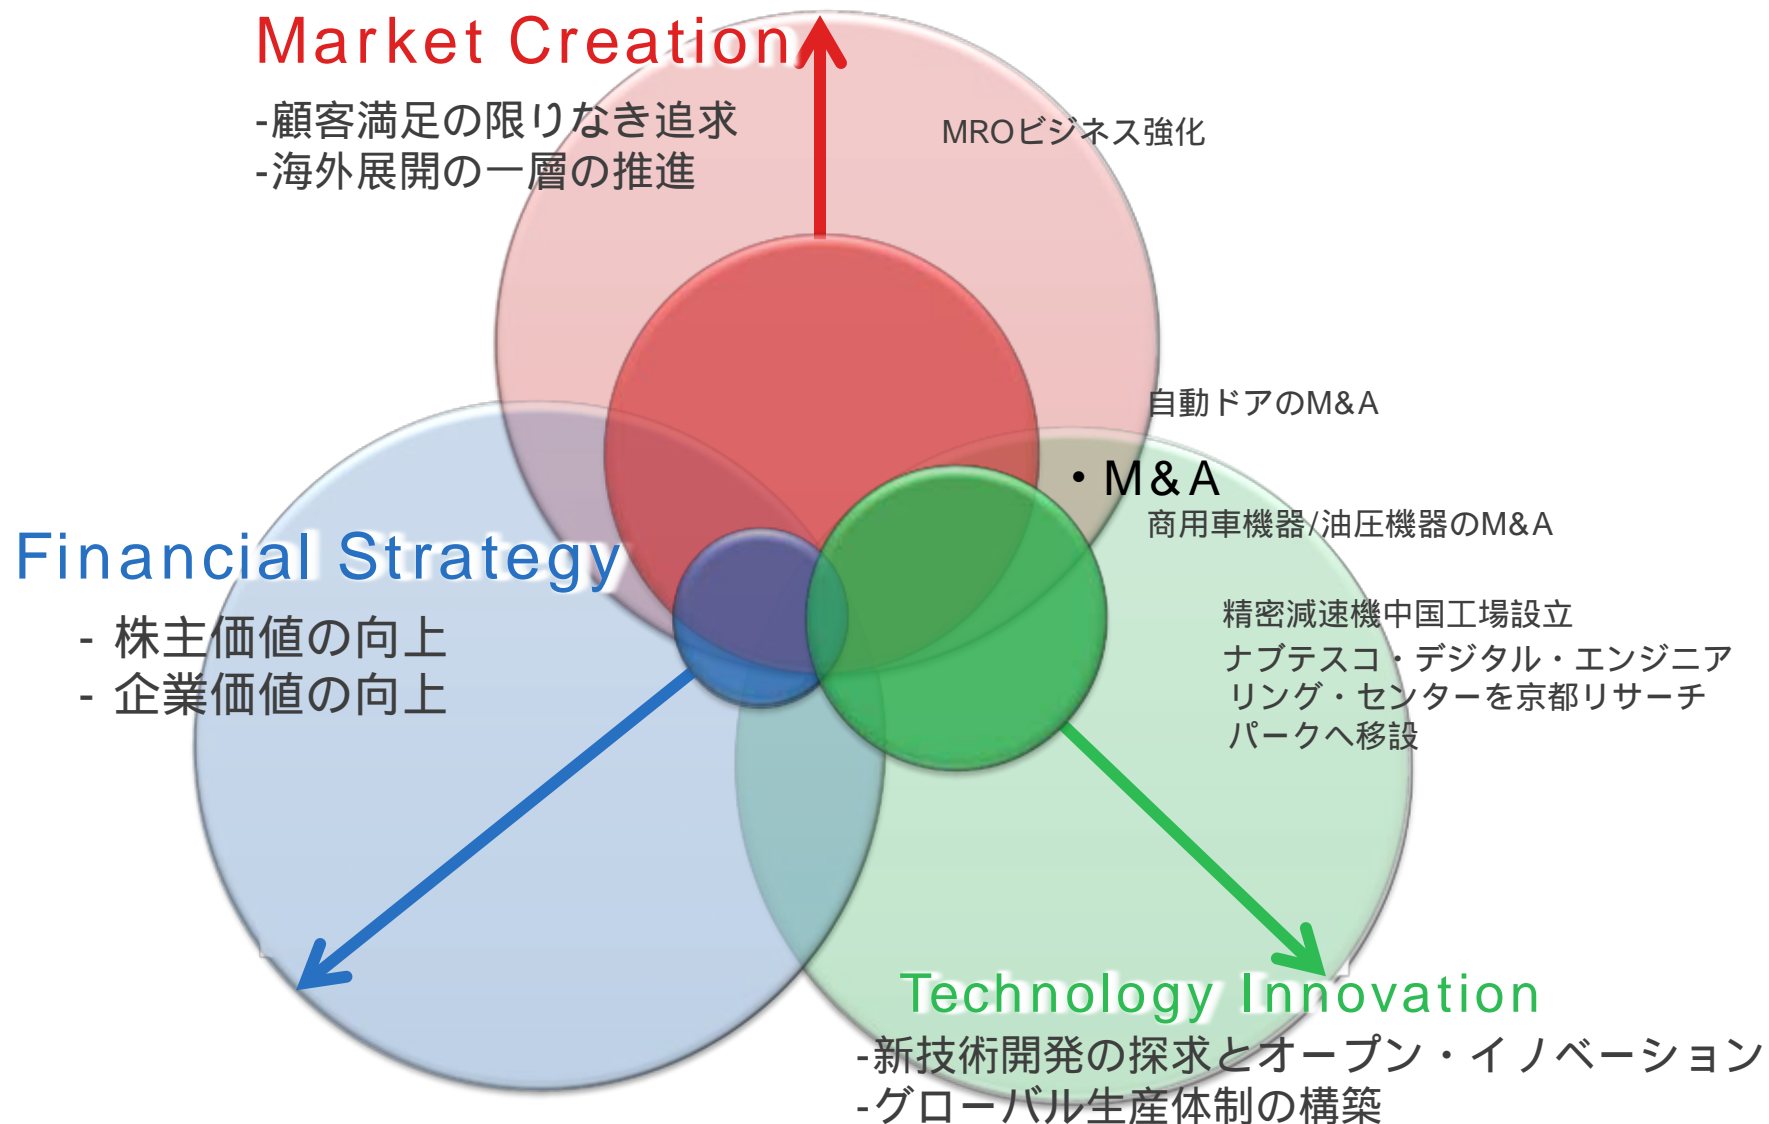 Market Creation
-顧客満足の限りなき追求
-海外展開の一層の推進
MROビジネス強化
自動ドアのM&A
・M&A
商用車機器/油圧機器のM&A
Financial Strategy
- 株主価値の向上
- 企業価値の向上
精密減速機中国工場設立
ナブテスコ・デジタル・エンジニア
リング・センターを京都リサーチ
パークへ移設
Technology Innovation
-新技術開発の探求とオープン・イノベーション
-グローバル生産体制の構築